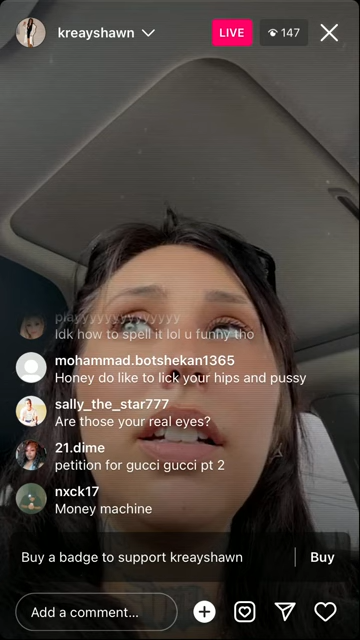 kreayshawn
LIVE
147
playyyyyyyyyyyyy
Idk how to spell it lol u funny tho
mohammad.botshekan1365
Honey do like to lick your hips and pussy
sally_the_star777
Are those your real eyes?
21.dime
petition for gucci gucci pt 2
nxck17
Money machine
Buy a badge to support kreayshawn
Buy
Add a comment...